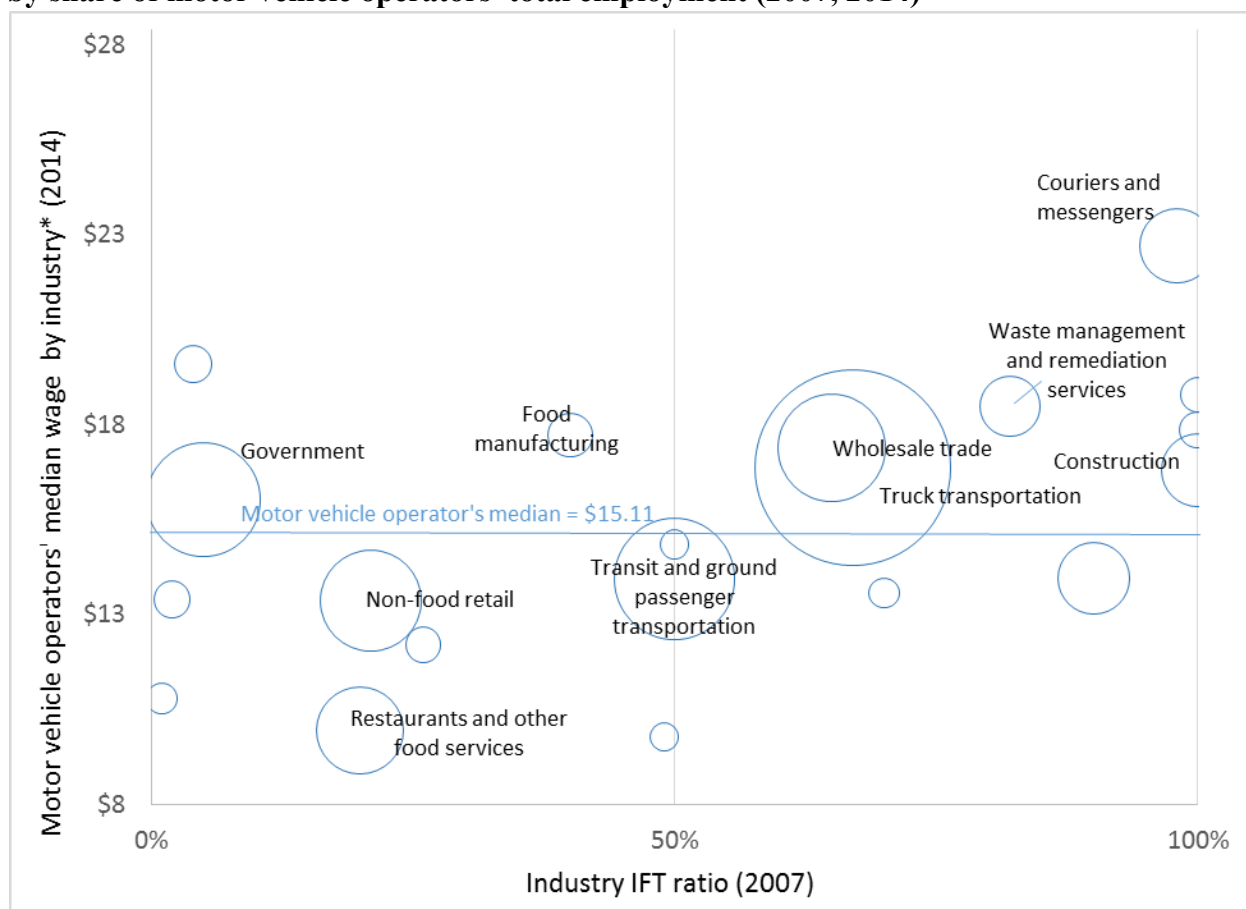 by share of motor vehicle operators' total employment (2007, 2014)
$28
Couriers and
messengers
$23
Waste management
and remediation
services
$18
Food
manufacturing
Government
Wholesale trade
Construction
Truck transportation
Motor vehicle operator's median = $15.11
Transit and ground
passenger
transportation
Non-food retail
$13
Restaurants and other
food services
$8
0%
50%
100%
Industry IFT ratio (2007)
Motor vehicle operators' median wage by industry* (2014)